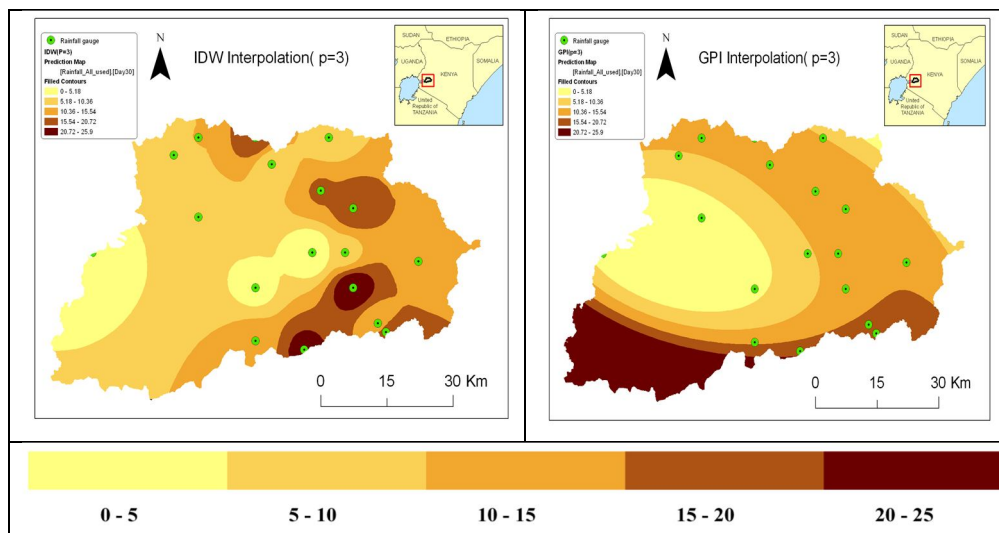 N
IDW Interpolation( p=3)
Rainfall gauge
IDW(P=3)
Prediction Map
[Rainfall_All_used].[Day30]
Filled Contours
0 - 5.18
5.18 - 10.36
10.36 - 15.54
15.54 - 20.72
20.72 - 25.9
SUDAN
ETHIOPIA
UGANDA
KENYA
SOMALIA
United
Republic of
TANZANIA
0 15 30 Km
N
GPI Interpolation( p=3)
Rainfall gauge
GPI(p=3)
Prediction Map
[Rainfall_All_used].[Day30]
Filled Contours
0 - 5.18
5.18 - 10.36
10.36 - 15.54
15.54 - 20.72
20.72 - 25.9
SUDAN
ETHIOPIA
UGANDA
KENYA
SOMALIA
United
Republic of
TANZANIA
0 15 30 Km
0 - 5 5 - 10 10 - 15 15 - 20 20 - 25